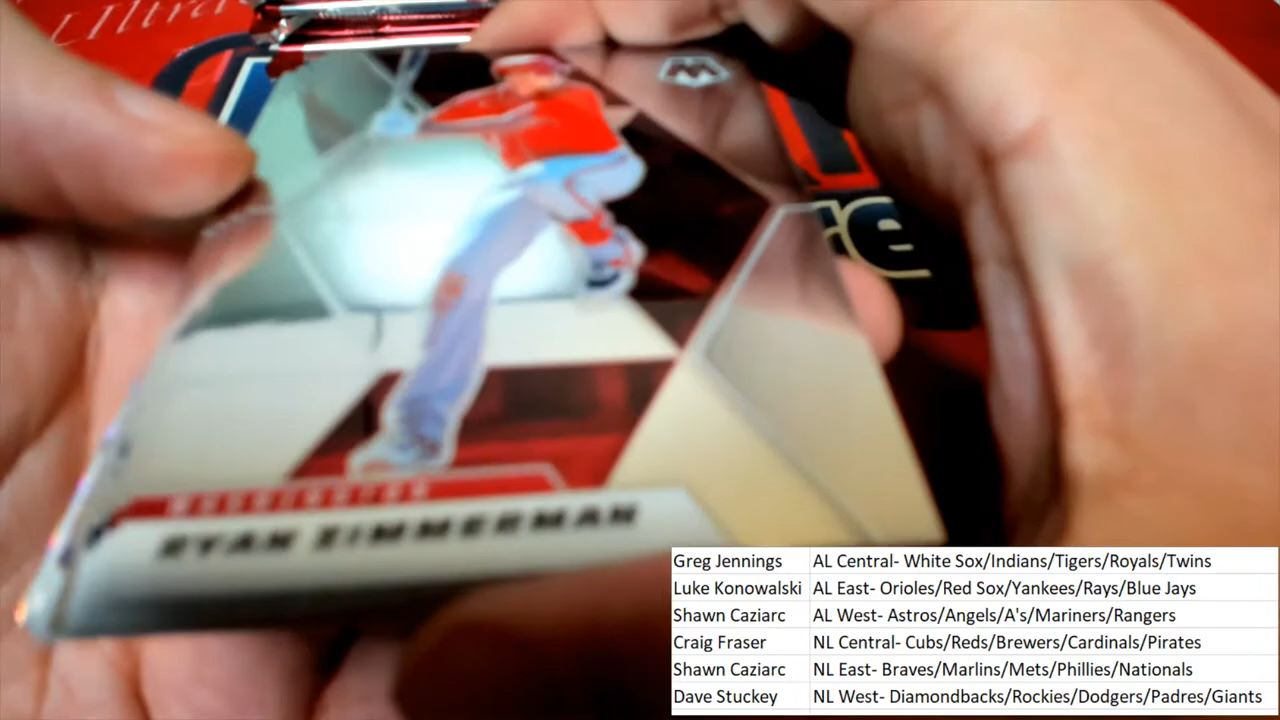 Ultra
re
WASHINGTON
RYAN ZIMMERMAN
Greg Jennings AL Central- White Sox/Indians/Tigers/Royals/Twins
Luke Konowalski AL East- Orioles/Red Sox/Yankees/Rays/Blue Jays
Shawn Caziarc AL West- Astros/Angels/A's/Mariners/Rangers
Craig Fraser NL Central- Cubs/Reds/Brewers/Cardinals/Pirates
Shawn Caziarc NL East- Braves/Marlins/Mets/Phillies/Nationals
Dave Stuckey NL West- Diamondbacks/Rockies/Dodgers/Padres/Giants